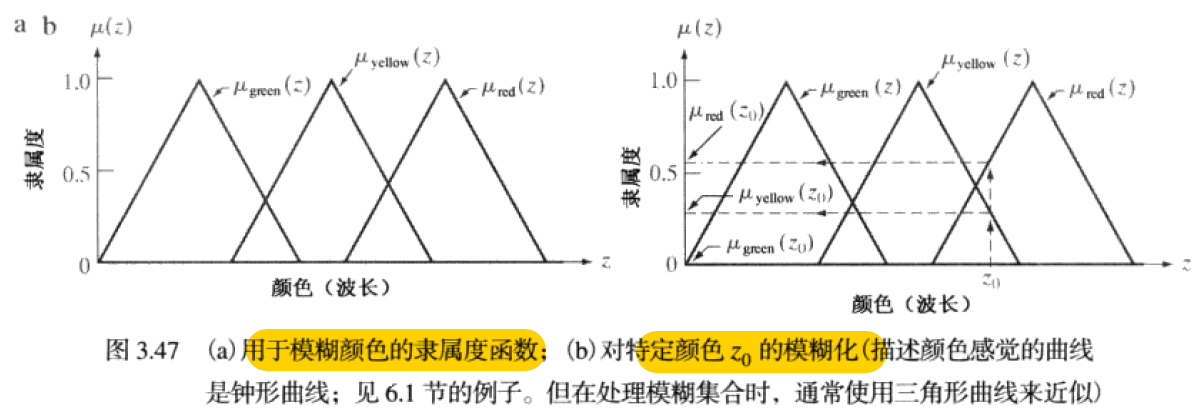 a b
μ(z)
1.0
μgreen(z)
μyellow(z)
μred(z)
隶属度
0.5
0
z
颜色（波长）
μ(z)
1.0
μgreen(z)
μyellow(z)
μred(z)
μred(z0)
隶属度
0.5
μyellow(z0)
μgreen(z0)
0
z0
z
颜色（波长）
图 3.47 (a) 用于模糊颜色的隶属度函数；(b) 对特定颜色 z0 的模糊化(描述颜色感觉的曲线
是钟形曲线；见 6.1 节的例子。但在处理模糊集合时，通常使用三角形曲线来近似)